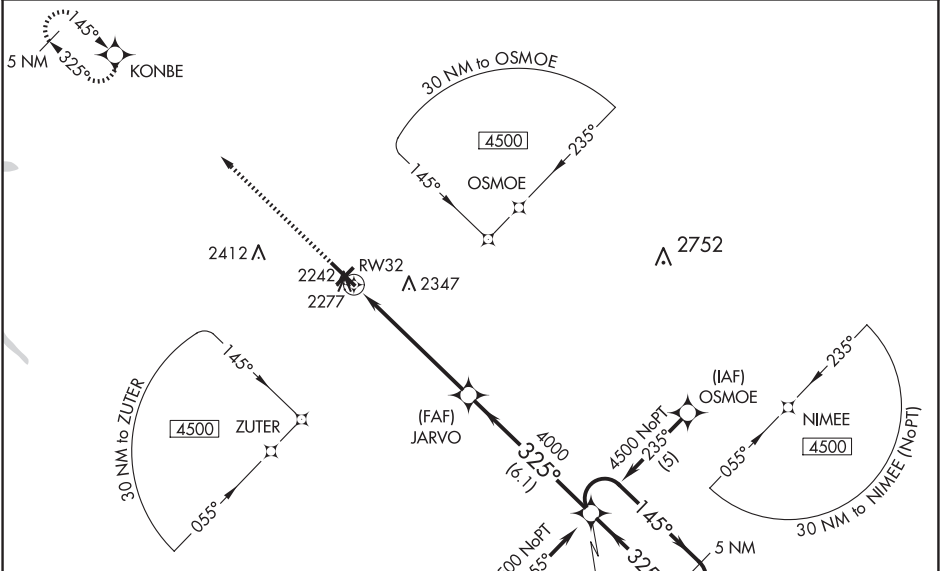 145°
5 NM
325°
KONBE
30 NM to OSMOE
4500
235°
145°
OSMOE
2412
2752
RW32
2242
2347
2277
145°
30 NM to ZUTER
4500
ZUTER
055°
(FAF)
JARVO
4000
325°
(6.1)
(IAF)
OSMOE
4500 NoPT
235°
(5)
235°
NIMEE
4500
055°
30 NM to NIMEE (NoPT)
145°
5 NM
NoPT